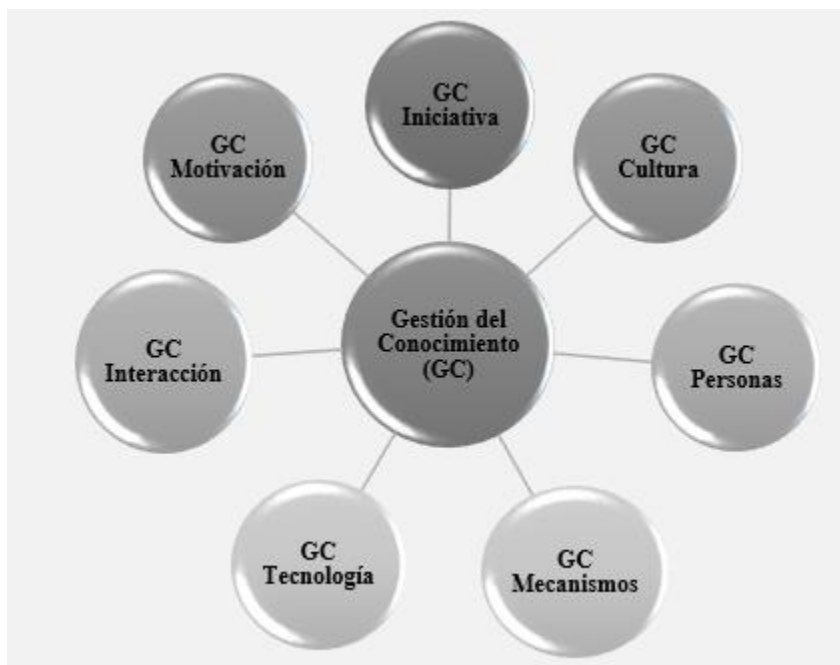 GC
Iniciativa
GC
Motivación
GC
Cultura
Gestión del
Conocimiento
(GC)
GC
Interacción
GC
Personas
GC
Tecnología
GC
Mecanismos